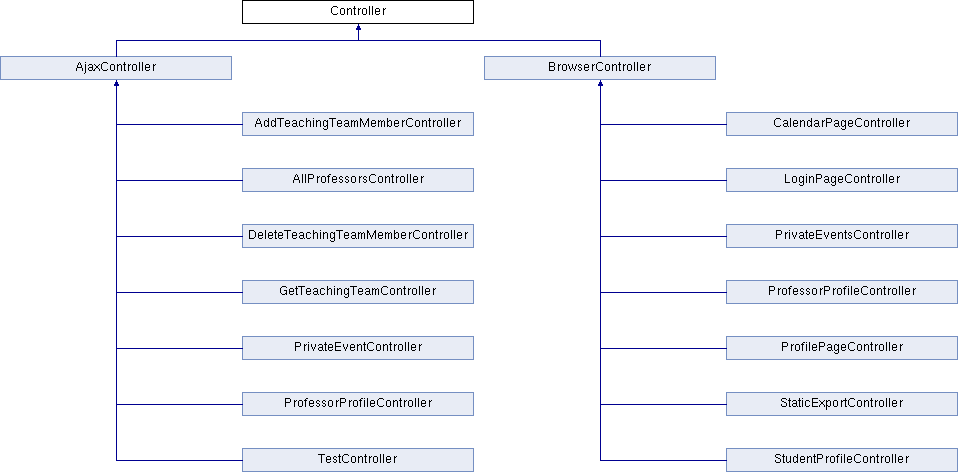 Controller
AjaxController
BrowserController
AddTeachingTeamMemberController
CalendarPageController
AllProfessorsController
LoginPageController
DeleteTeachingTeamMemberController
PrivateEventsController
GetTeachingTeamController
ProfessorProfileController
PrivateEventController
ProfilePageController
ProfessorProfileController
StaticExportController
TestController
StudentProfileController